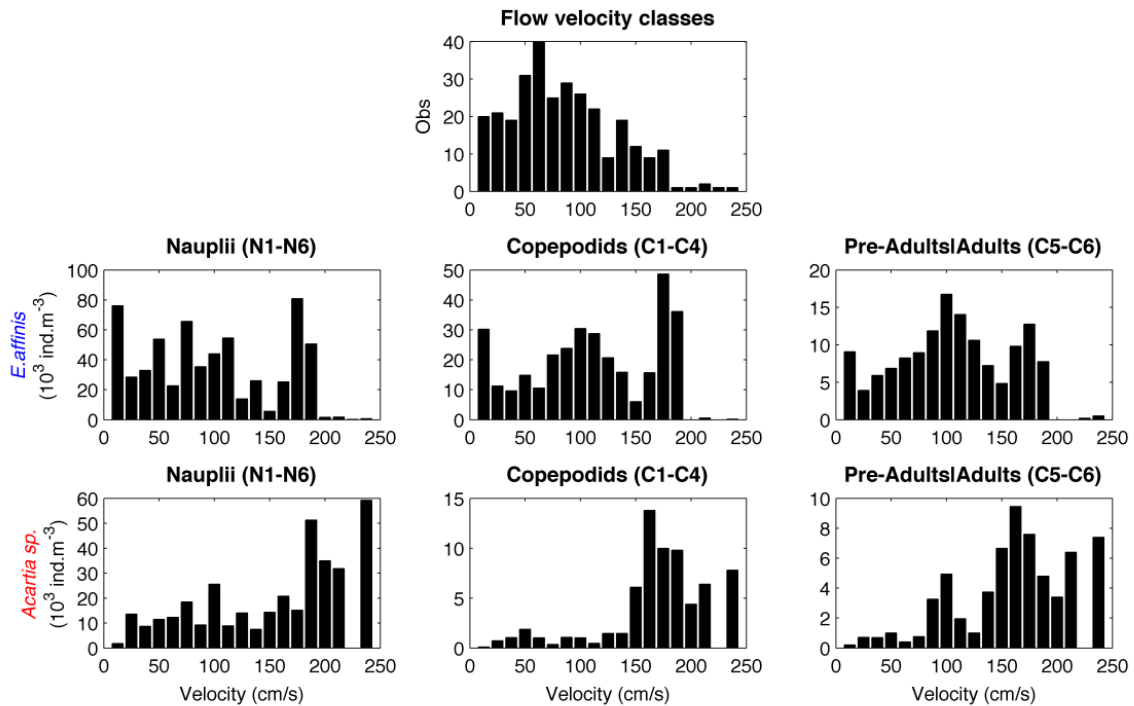 Flow velocity classes
Obs
40
30
20
10
0
0 50 100 150 200 250
Nauplii (N1-N6)
E.affinis
(10³ ind.m⁻³)
100
80
60
40
20
0
0 50 100 150 200 250
Copepodids (C1-C4)
50
40
30
20
10
0
0 50 100 150 200 250
Pre-Adults|Adults (C5-C6)
20
15
10
5
0
0 50 100 150 200 250
Nauplii (N1-N6)
Acartia sp.
(10³ ind.m⁻³)
60
50
40
30
20
10
0
0 50 100 150 200 250
Velocity (cm/s)
Copepodids (C1-C4)
15
10
5
0
0 50 100 150 200 250
Velocity (cm/s)
Pre-Adults|Adults (C5-C6)
10
8
6
4
2
0
0 50 100 150 200 250
Velocity (cm/s)